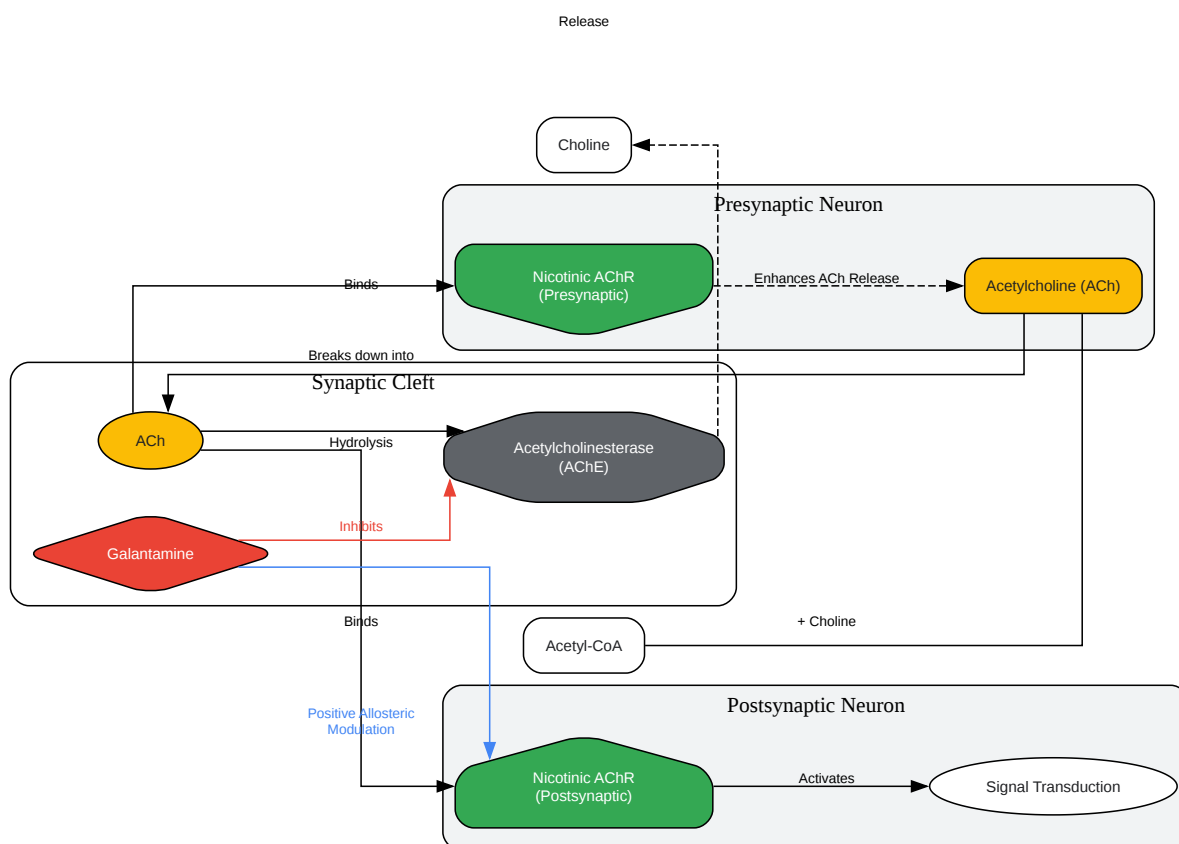 Release
Choline
Presynaptic Neuron
Nicotinic AChR
(Presynaptic)
Binds
Enhances ACh Release
Acetylcholine (ACh)
Breaks down into
Synaptic Cleft
ACh
Hydrolysis
Acetylcholinesterase
(AChE)
Inhibits
Galantamine
Binds
+ Choline
Acetyl-CoA
Postsynaptic Neuron
Positive Allosteric
Modulation
Nicotinic AChR
(Postsynaptic)
Activates
Signal Transduction